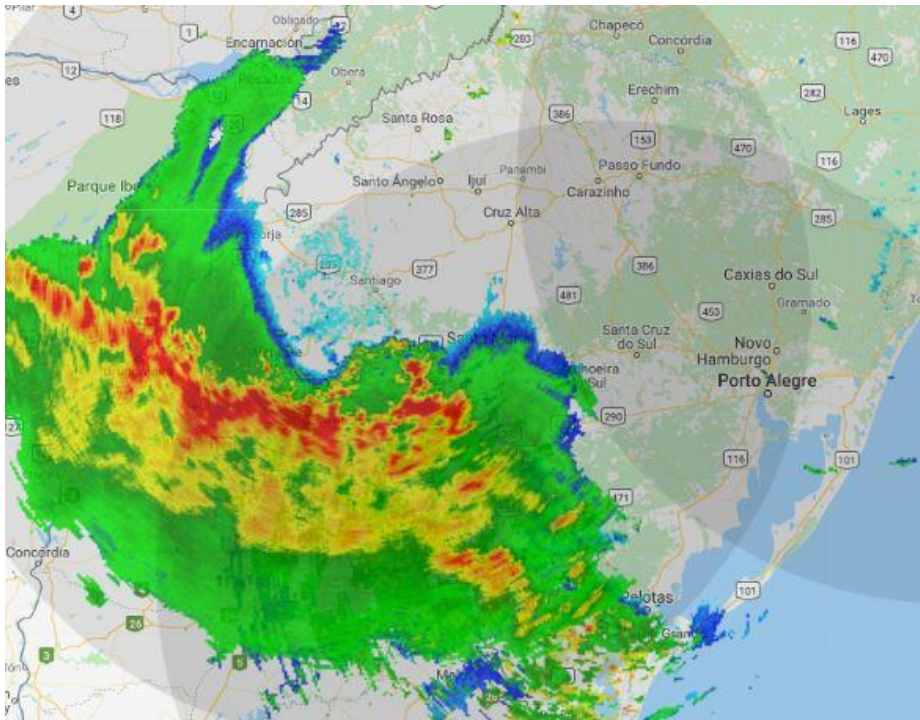 4
Obligado
12
1
Encarnación
283
Chapecó
Concórdia
116
470
12
Posadas
Obera
Erechim
282
Lages
118
14
386
Santa Rosa
153
470
116
Santo Ângelo
Ijuí
Panambi
Passo Fundo
Carazinho
285
Cruz Alta
285
377
Santiago
386
Caxias do Sul
481
453
Gramado
Santa Cruz
do Sul
Novo
Hamburgo
Porto Alegre
290
116
101
471
Concordia
101
Pelotas
26
3
5